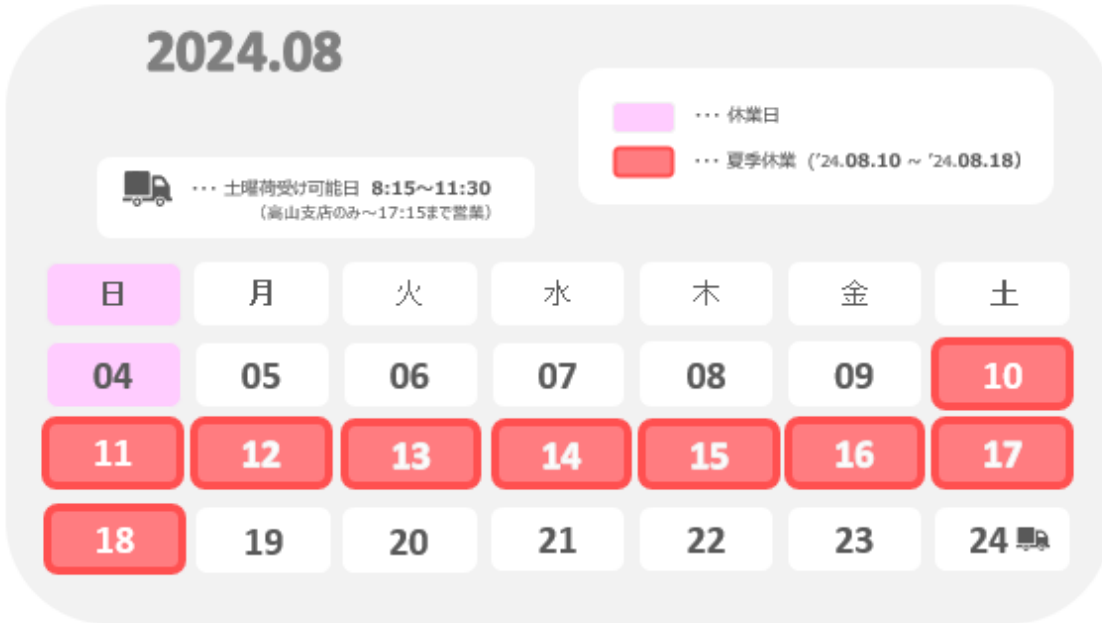 2024.08
・・・ 休業日
・・・ 夏季休業 ('24.08.10 ~ '24.08.18)
・・・ 土曜荷受け可能日 8:15～11:30
（高山支店のみ～17:15まで営業）
日 月 火 水 木 金 土
04 05 06 07 08 09 10
11 12 13 14 15 16 17
18 19 20 21 22 23 24